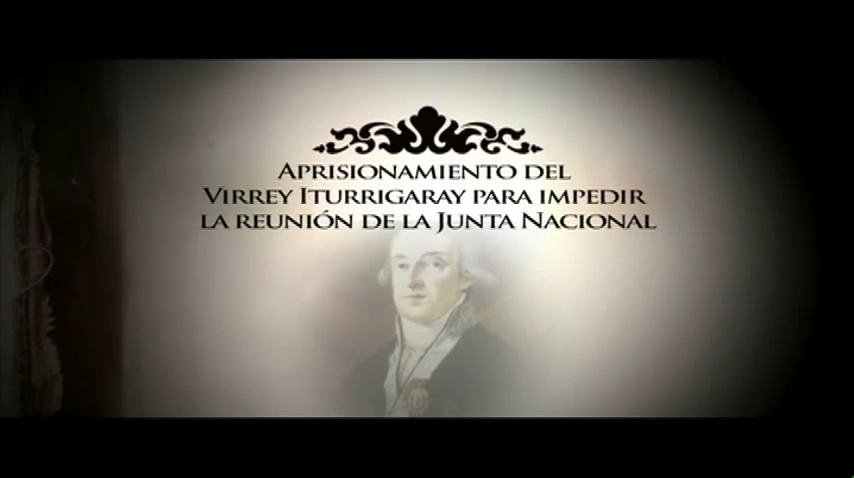 APRISIONAMIENTO DEL
VIRREY ITURRIGARAY PARA IMPEDIR
LA REUNIÓN DE LA JUNTA NACIONAL